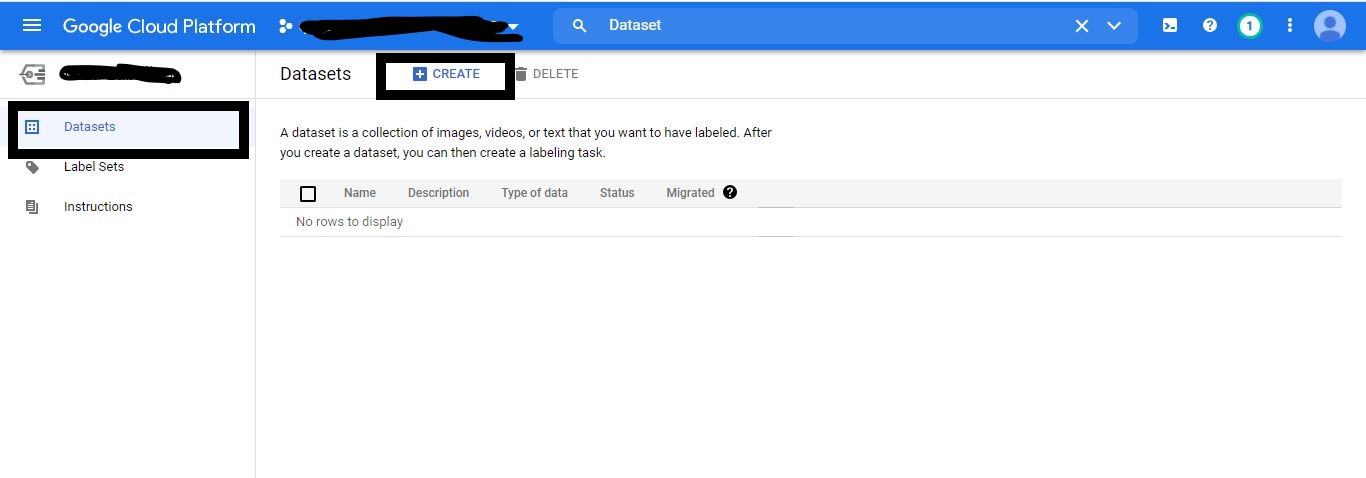 Google Cloud Platform
Dataset
1
Datasets
CREATE
DELETE
Datasets
Label Sets
Instructions
A dataset is a collection of images, videos, or text that you want to have labeled. After
you create a dataset, you can then create a labeling task.
Name Description Type of data Status Migrated
No rows to display